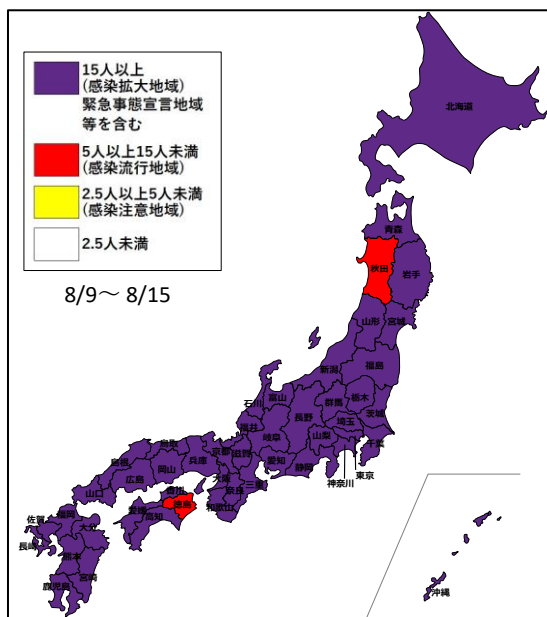 15人以上
(感染拡大地域)
緊急事態宣言地域
等を含む
5人以上15人未満
(感染流行地域)
2.5人以上5人未満
(感染注意地域)
2.5人未満
8/9～ 8/15
北海道
青森
秋田
岩手
山形
宮城
新潟
福島
石川
富山
群馬
栃木
福井
長野
茨城
岐阜
埼玉
山梨
千葉
鳥取
京都
滋賀
兵庫
愛知
静岡
東京
神奈川
島根
岡山
広島
大阪
奈良
三重
山口
香川
徳島
和歌山
愛媛
高知
福岡
佐賀
大分
長崎
熊本
宮崎
鹿児島
沖縄